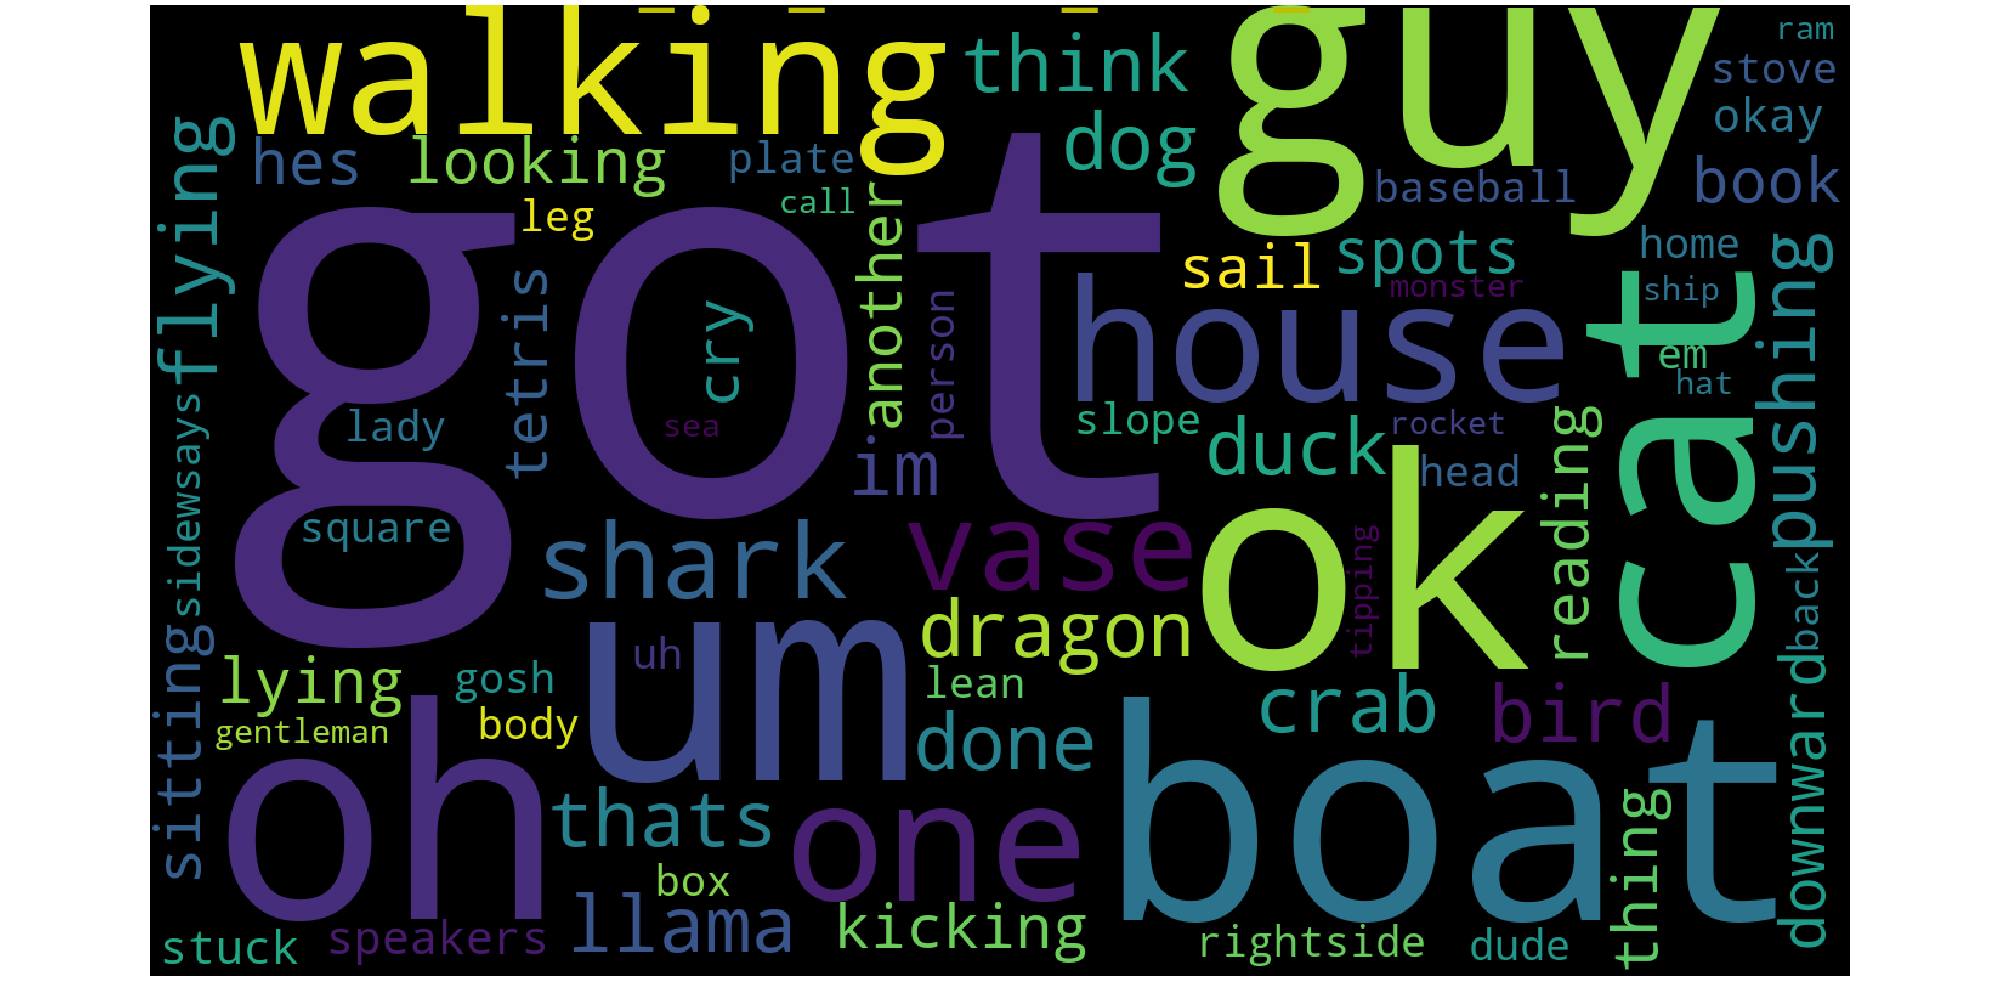 walking
guy
think
ram
stove
okay
dog
hes
looking
plate
call
baseball
book
flying
leg
another
got
sail
spots
home
monster
ship
house
cat
pushing
em
hat
tetris
cry
person
lady
sea
slope
rocket
duck
head
im
reading
sidewsays
square
shark
vase
ok
tipping
back
um
dragon
uh
sitting
lying
gosh
lean
crab
bird
downward
gentleman
body
done
oh
boat
thats
one
thing
box
llama
kicking
stuck
speakers
rightside
dude